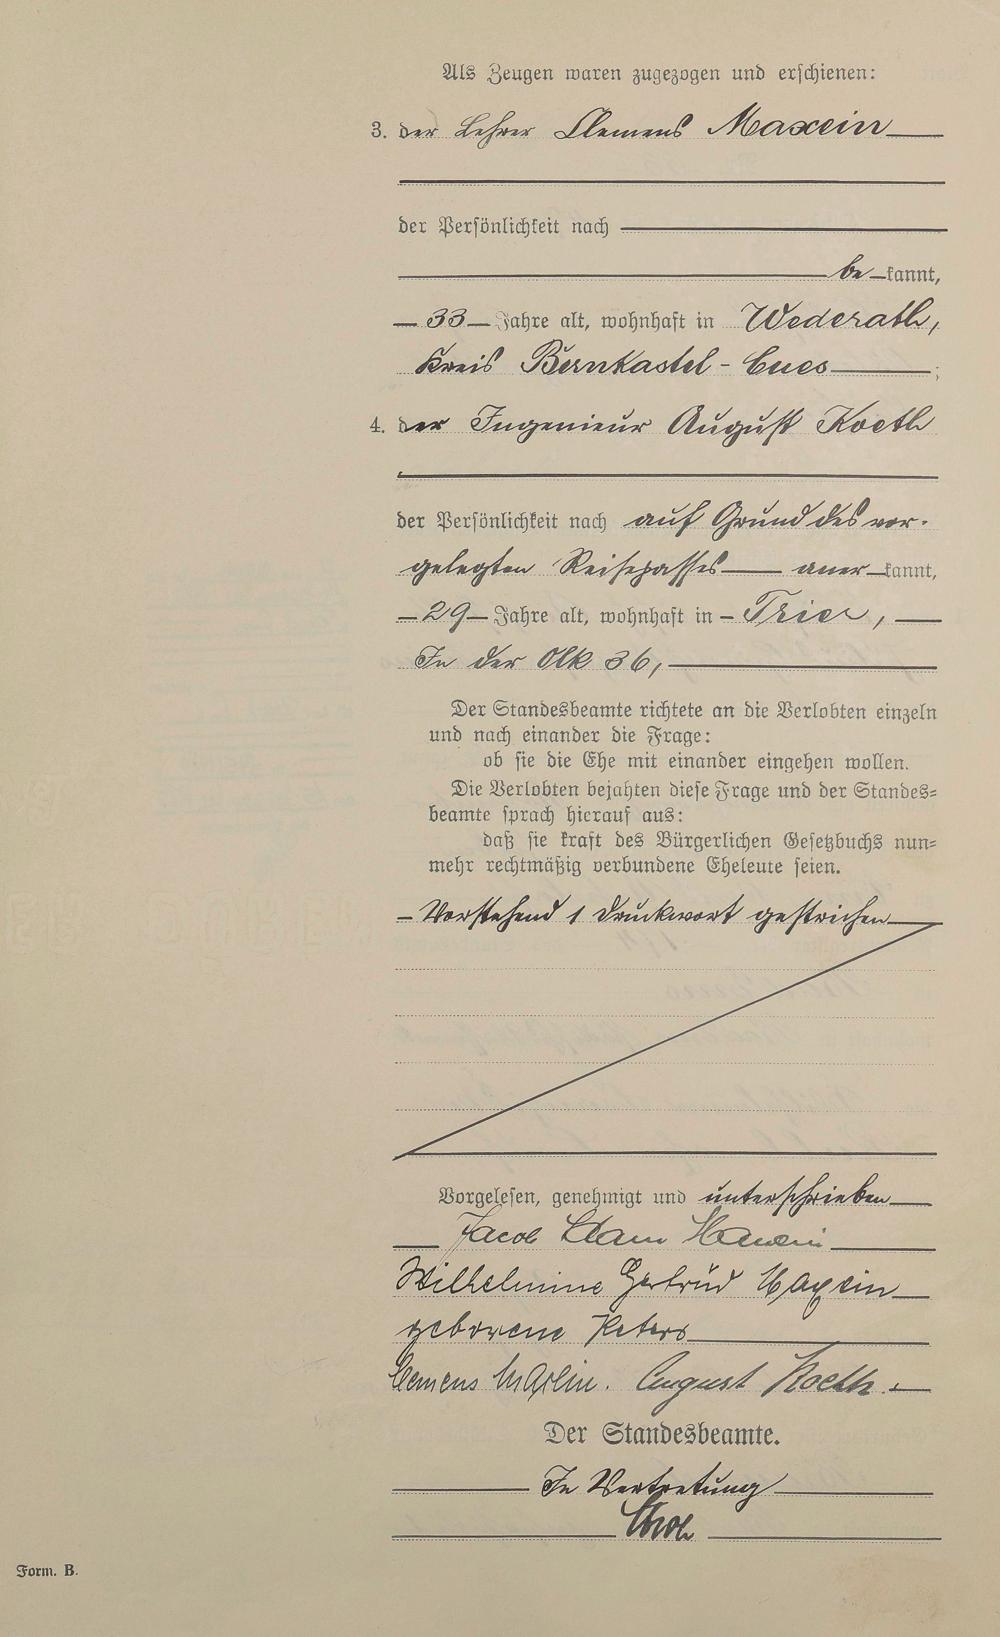 Als Zeugen waren zugezogen und erschienen:
3. der Lehrer Clemens Maxein
der Persönlichkeit nach
be kannt,
33 Jahre alt, wohnhaft in Wederath,
Kreis Bernkastel-Cues ;
4. der Ingenieur August Koeth
der Persönlichkeit nach auf Grund des vor-
gelegten Reisepasses aner kannt,
29 Jahre alt, wohnhaft in Trier,
In der Olk 36,
Der Standesbeamte richtete an die Verlobten einzeln
und nach einander die Frage:
ob sie die Ehe mit einander eingehen wollen.
Die Verlobten bejahten diese Frage und der Standes=
beamte sprach hierauf aus:
daß sie kraft des Bürgerlichen Gesetzbuchs nun=
mehr rechtmäßig verbundene Eheleute seien.
Vorstehend 1 Druckwort gestrichen
Vorgelesen, genehmigt und unterschrieben
Jacob Maxein
Wilhelmine Gertrud Maxein
geborene Peters
Clemens Maxein. August Koeth.
Der Standesbeamte.
In Vertretung
Form. B.